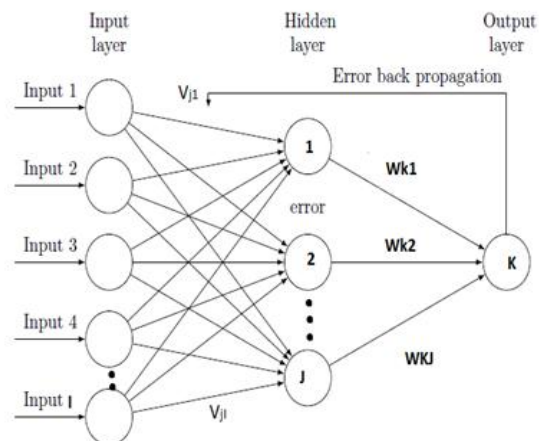 Input
layer
Hidden
layer
Output
layer
Error back propagation
Vj1
Input 1
1
Wk1
Input 2
error
Input 3
2
Wk2
K
Input 4
J
WKJ
Input I
VjI